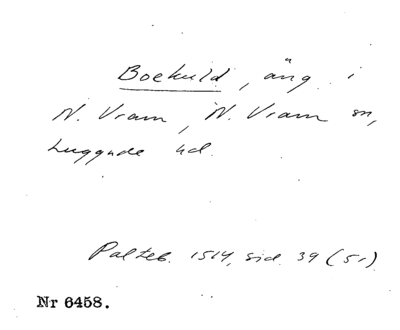 Boekuld, äng i
N. Vram, N. Vram sn,
Luggude hd.
Palteb. 1514, sid. 39 (51)
Nr 6458.